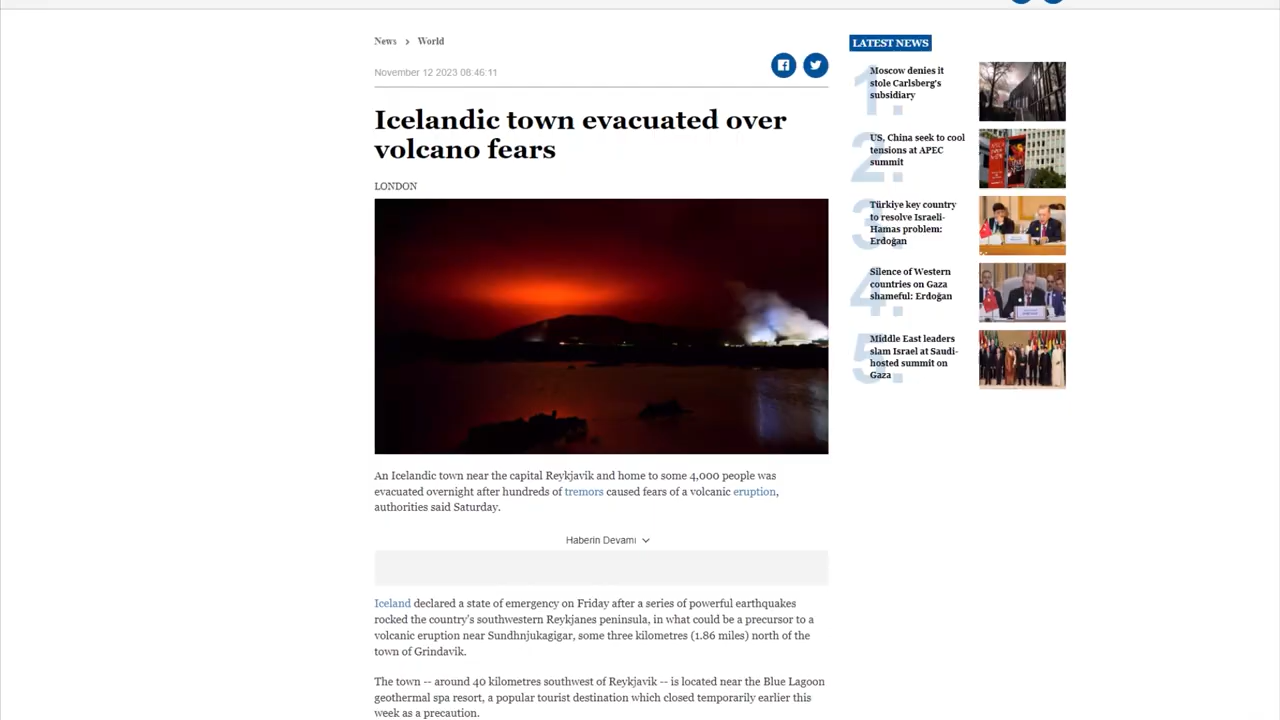 News > World
November 12 2023 08:46:11
Icelandic town evacuated over
volcano fears
LONDON
An Icelandic town near the capital Reykjavik and home to some 4,000 people was
evacuated overnight after hundreds of tremors caused fears of a volcanic eruption,
authorities said Saturday.
Haberin Devamı
Iceland declared a state of emergency on Friday after a series of powerful earthquakes
rocked the country's southwestern Reykjanes peninsula, in what could be a precursor to a
volcanic eruption near Sundhnjukagigar, some three kilometres (1.86 miles) north of the
town of Grindavik.
The town -- around 40 kilometres southwest of Reykjavik -- is located near the Blue Lagoon
geothermal spa resort, a popular tourist destination which closed temporarily earlier this
week as a precaution.
LATEST NEWS
1.
Moscow denies it
stole Carlsberg's
subsidiary
2.
US, China seek to cool
tensions at APEC
summit
3.
Türkiye key country
to resolve Israeli-
Hamas problem:
Erdoğan
4.
Silence of Western
countries on Gaza
shameful: Erdoğan
5.
Middle East leaders
slam Israel at Saudi-
hosted summit on
Gaza